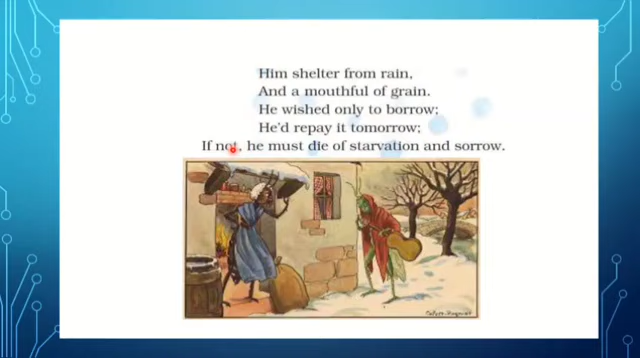 Him shelter from rain,
And a mouthful of grain.
He wished only to borrow;
He'd repay it tomorrow;
If not, he must die of starvation and sorrow.